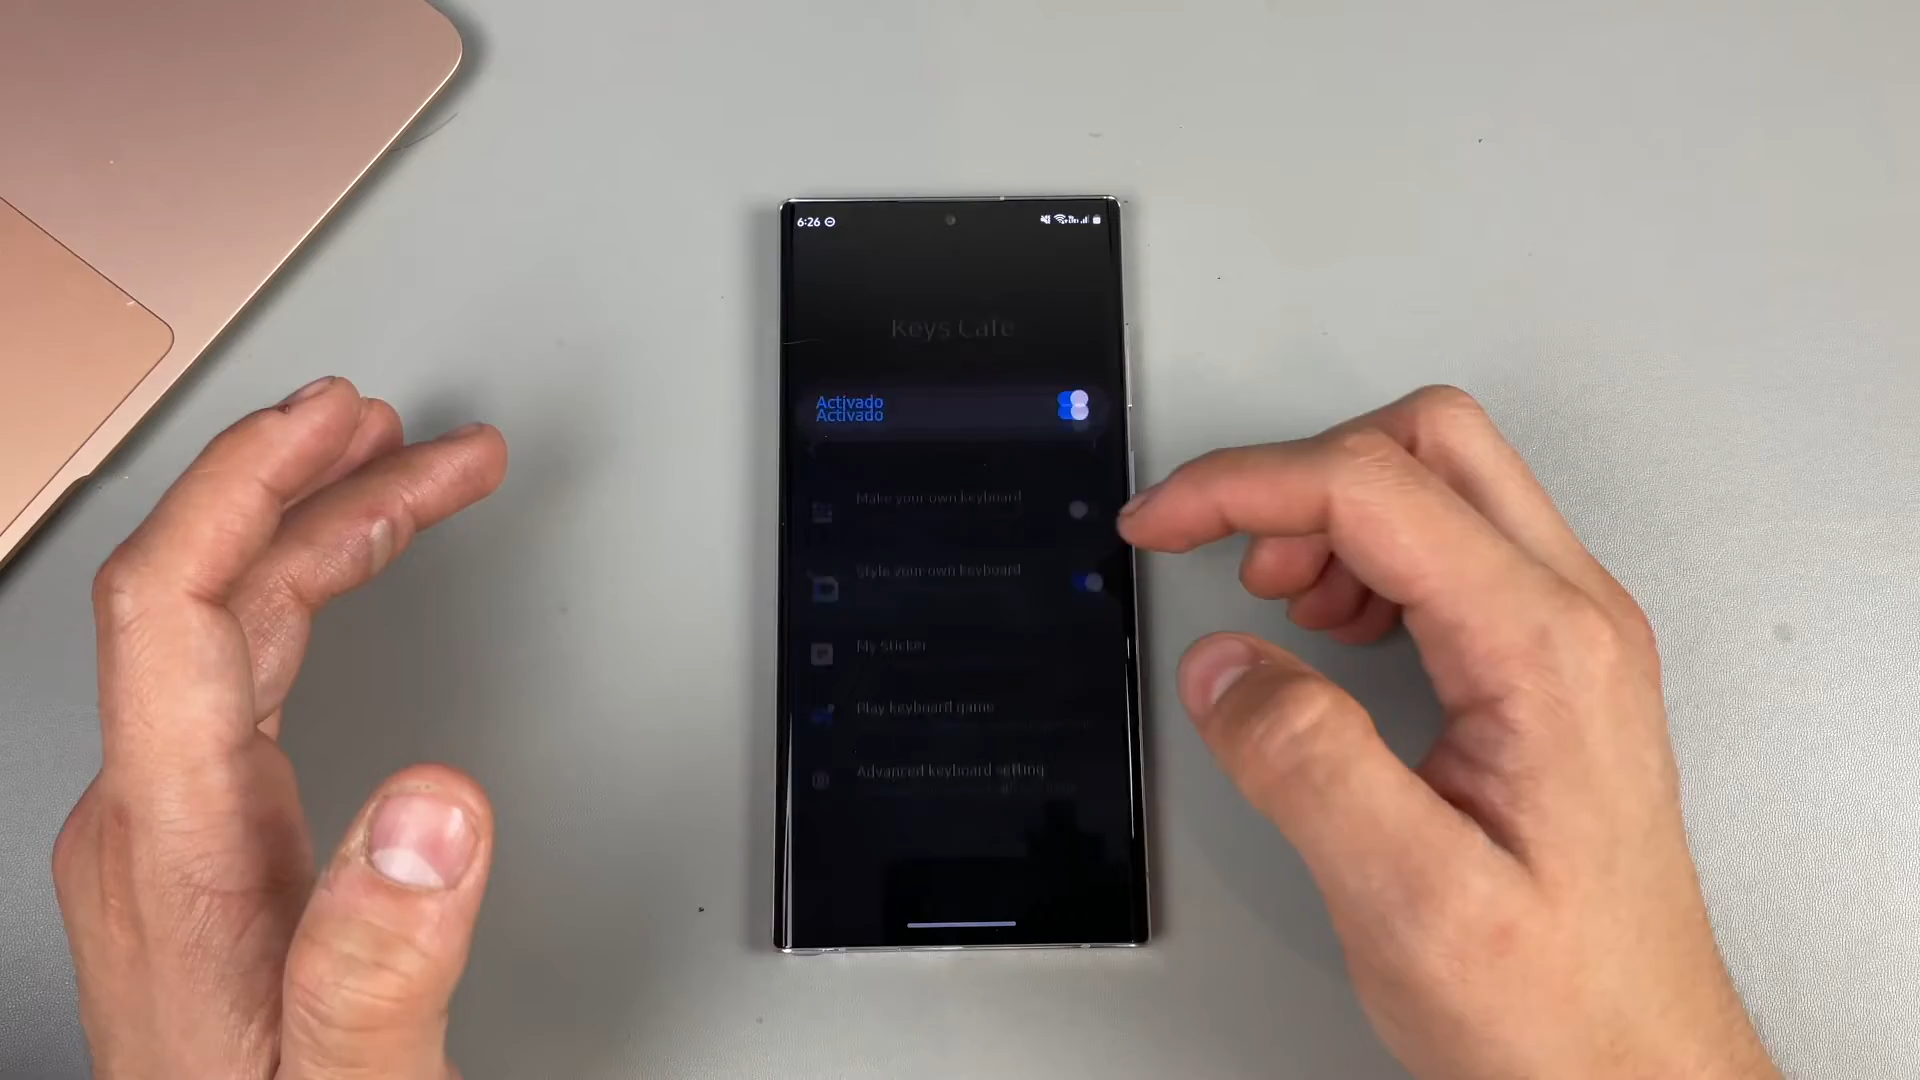 6:26
Keys Cafe
Activado
Activado
Make your own keyboard
Style your own keyboard
My Sticker
Play keyboard game
Advanced keyboard setting